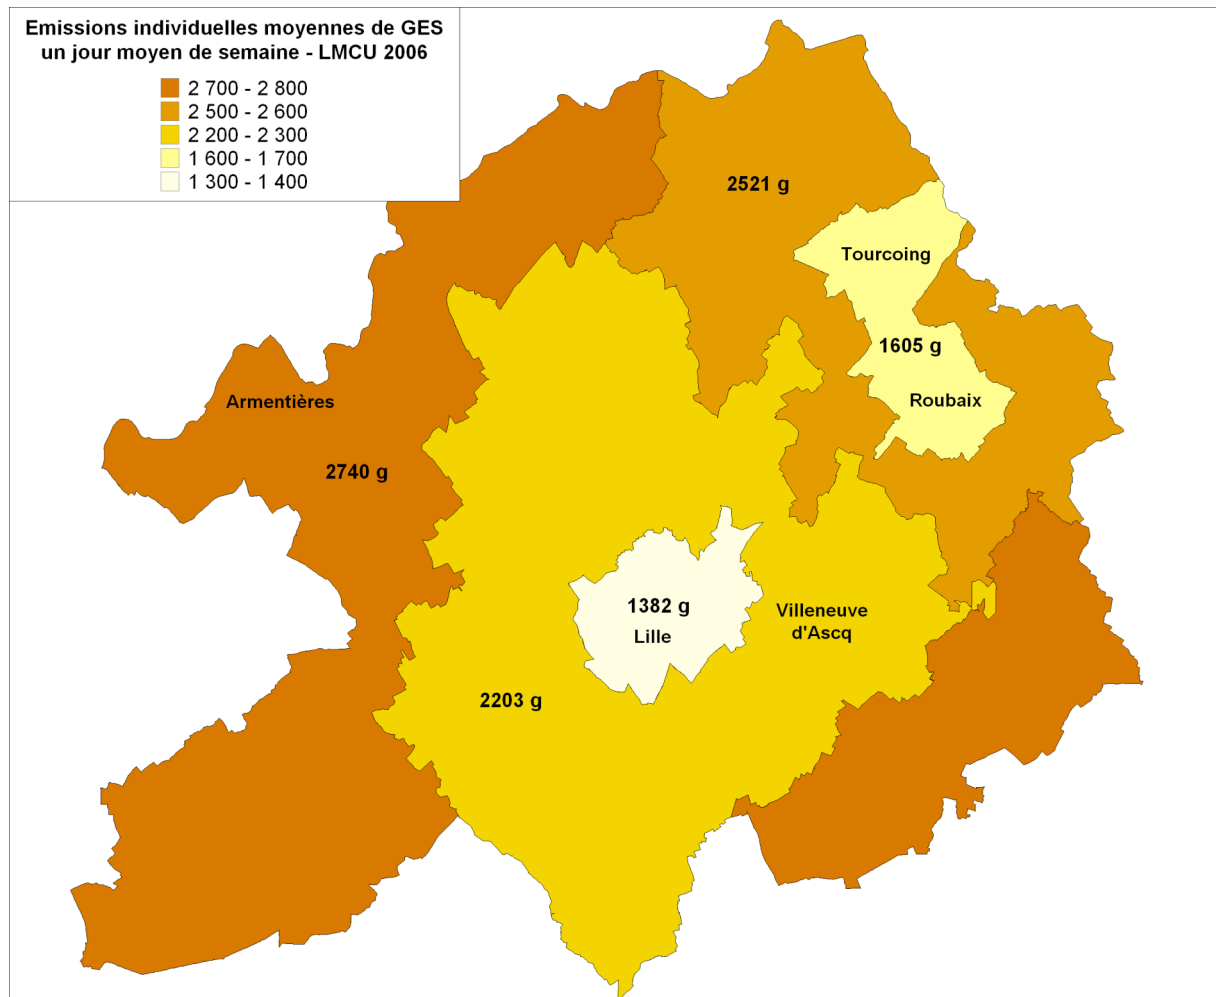 Emissions individuelles moyennes de GES
un jour moyen de semaine - LMCU 2006
2 700 - 2 800
2 500 - 2 600
2 200 - 2 300
1 600 - 1 700
1 300 - 1 400
2521 g
Tourcoing
1605 g
Roubaix
Armentières
2740 g
1382 g
Lille
Villeneuve
d'Ascq
2203 g